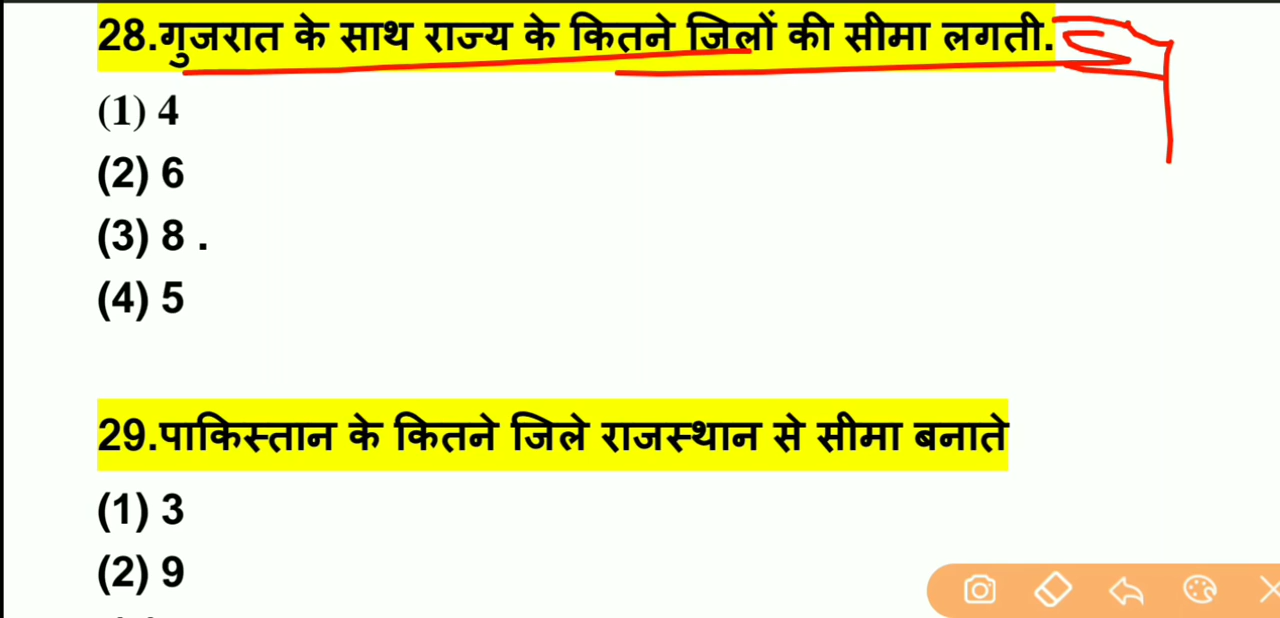 28.गुजरात के साथ राज्य के कितने जिलों की सीमा लगती.
(1) 4
(2) 6
(3) 8 .
(4) 5
29.पाकिस्तान के कितने जिले राजस्थान से सीमा बनाते
(1) 3
(2) 9